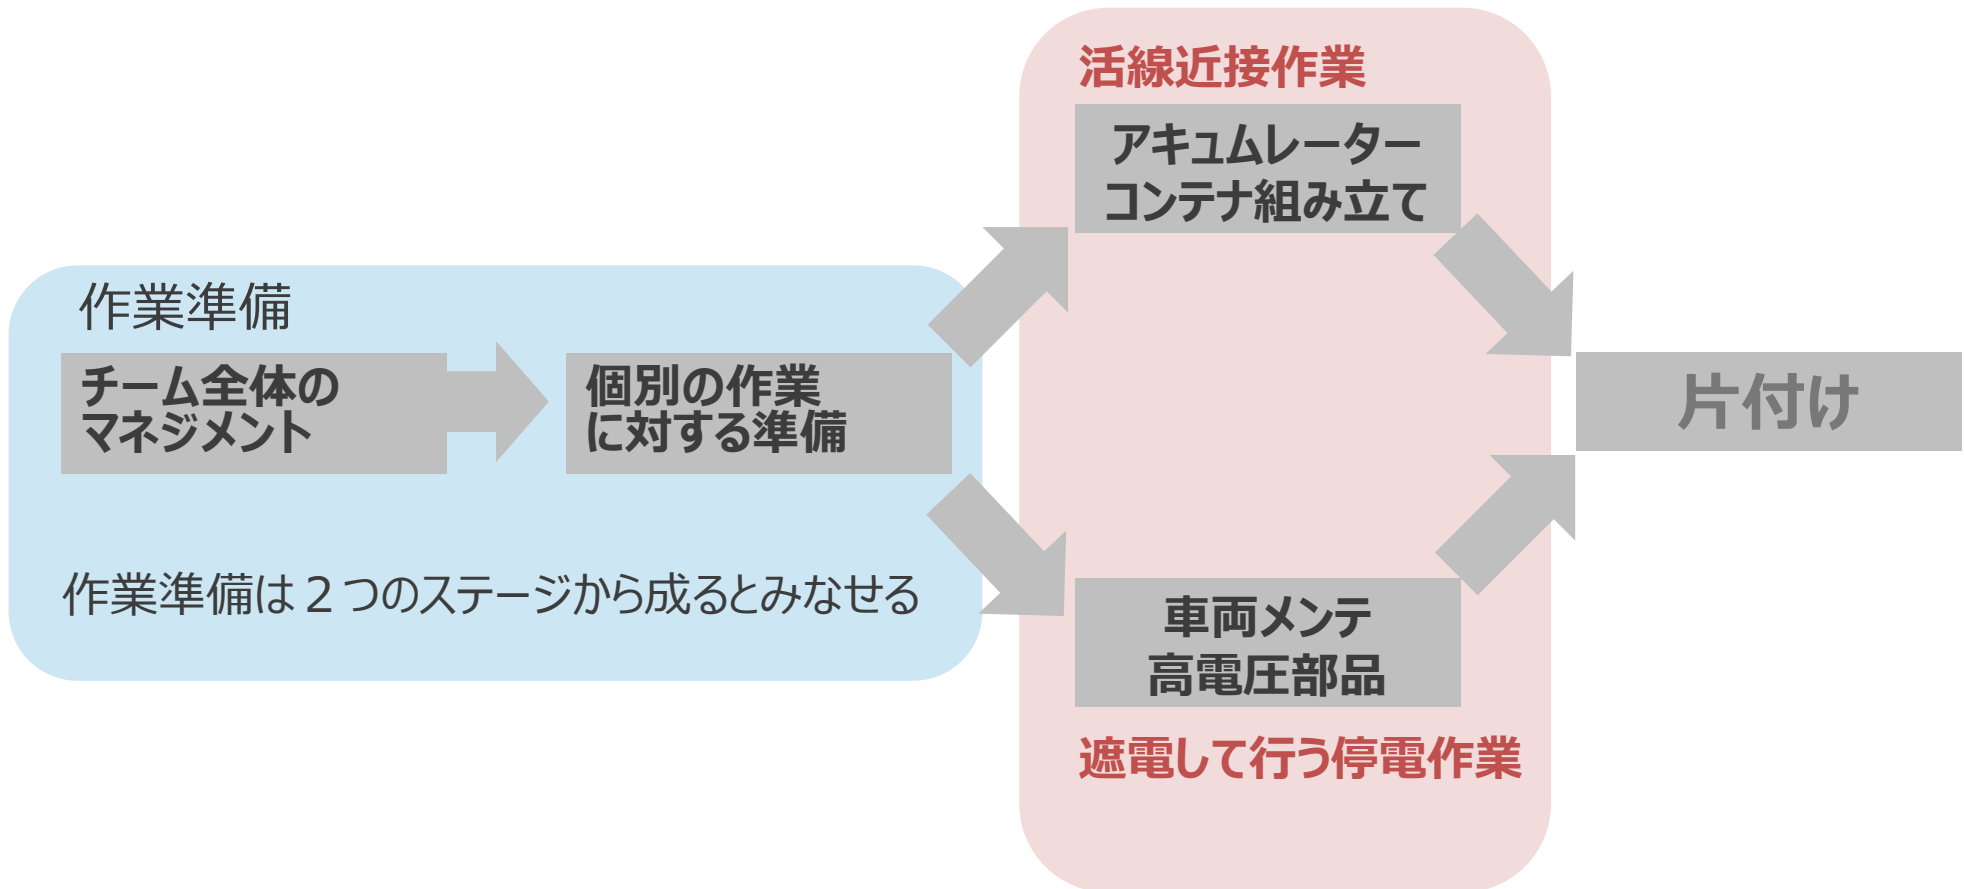 作業準備
チーム全体の
マネジメント
個別の作業
に対する準備
作業準備は２つのステージから成るとみなせる
活線近接作業
アキュムレーター
コンテナ組み立て
車両メンテ
高電圧部品
遮電して行う停電作業
片付け